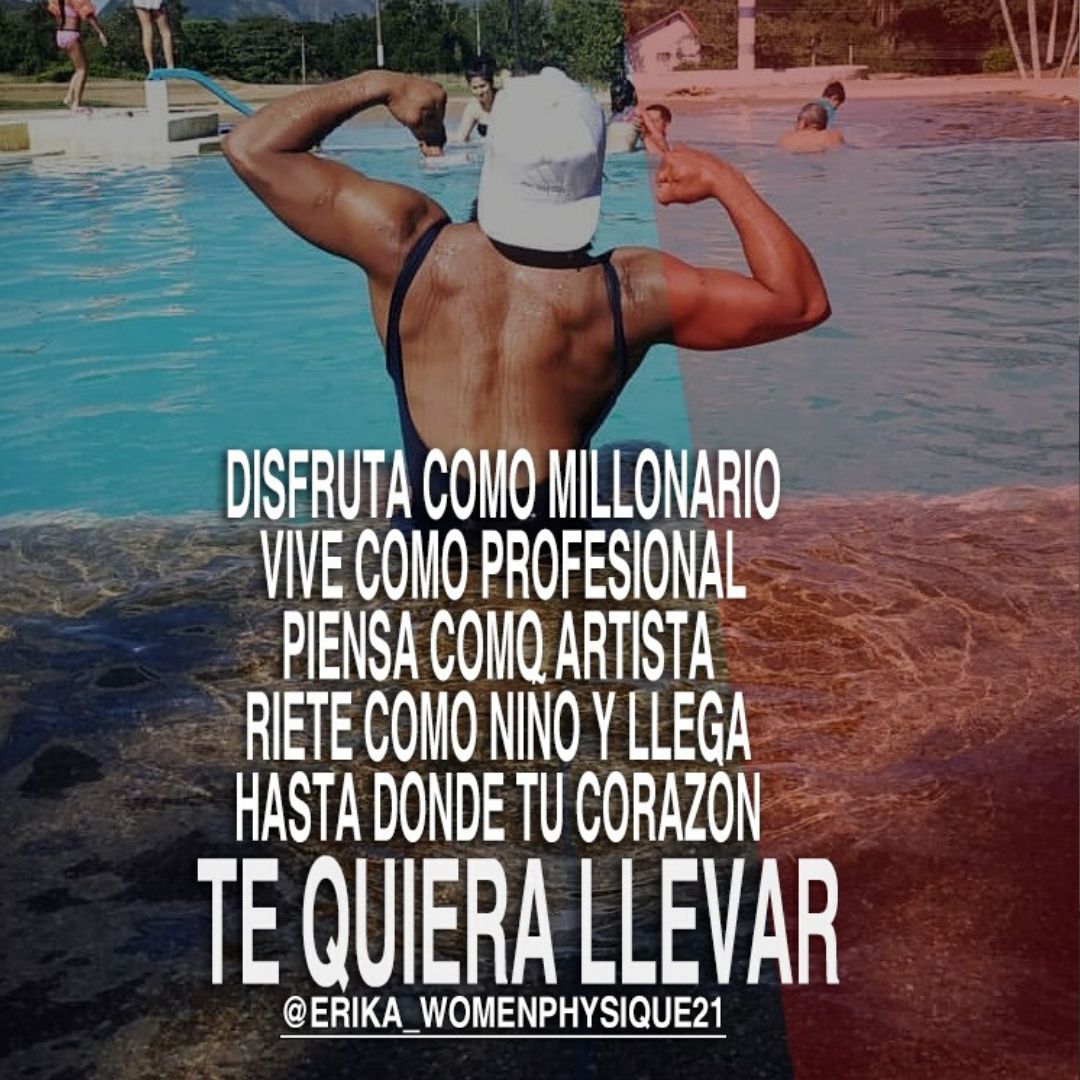 DISFRUTA COMO MILLONARIO
VIVE COMO PROFESIONAL
PIENSA COMO ARTISTA
RIETE COMO NIÑO Y LLEGA
HASTA DONDE TU CORAZON
TE QUIERA LLEVAR
@ERIKA_WOMENPHYSIQUE21